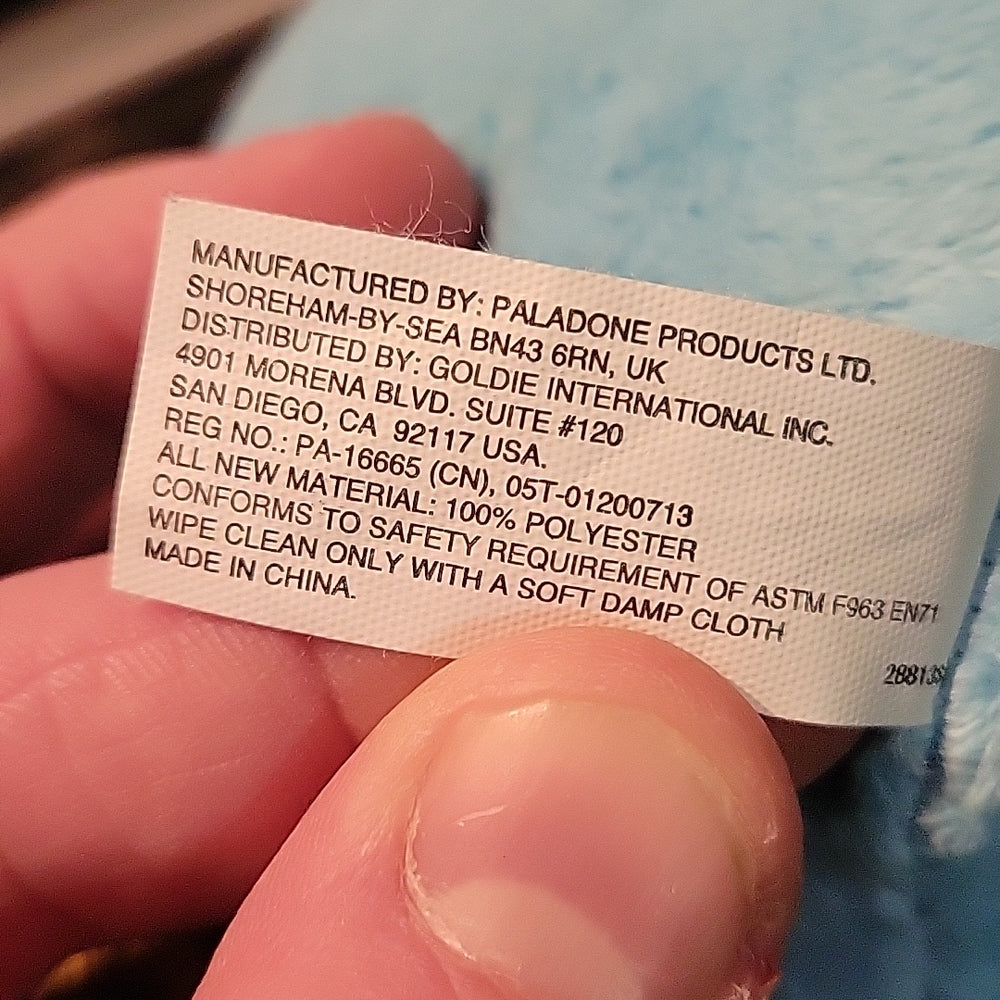 MANUFACTURED BY: PALADONE PRODUCTS LTD.
SHOREHAM-BY-SEA BN43 6RN, UK
DISTRIBUTED BY: GOLDIE INTERNATIONAL INC.
4901 MORENA BLVD. SUITE #120
SAN DIEGO, CA 92117 USA.
REG NO.: PA-16665 (CN), 05T-01200713
ALL NEW MATERIAL: 100% POLYESTER
CONFORMS TO SAFETY REQUIREMENT OF ASTM F963 EN71
WIPE CLEAN ONLY WITH A SOFT DAMP CLOTH
MADE IN CHINA.